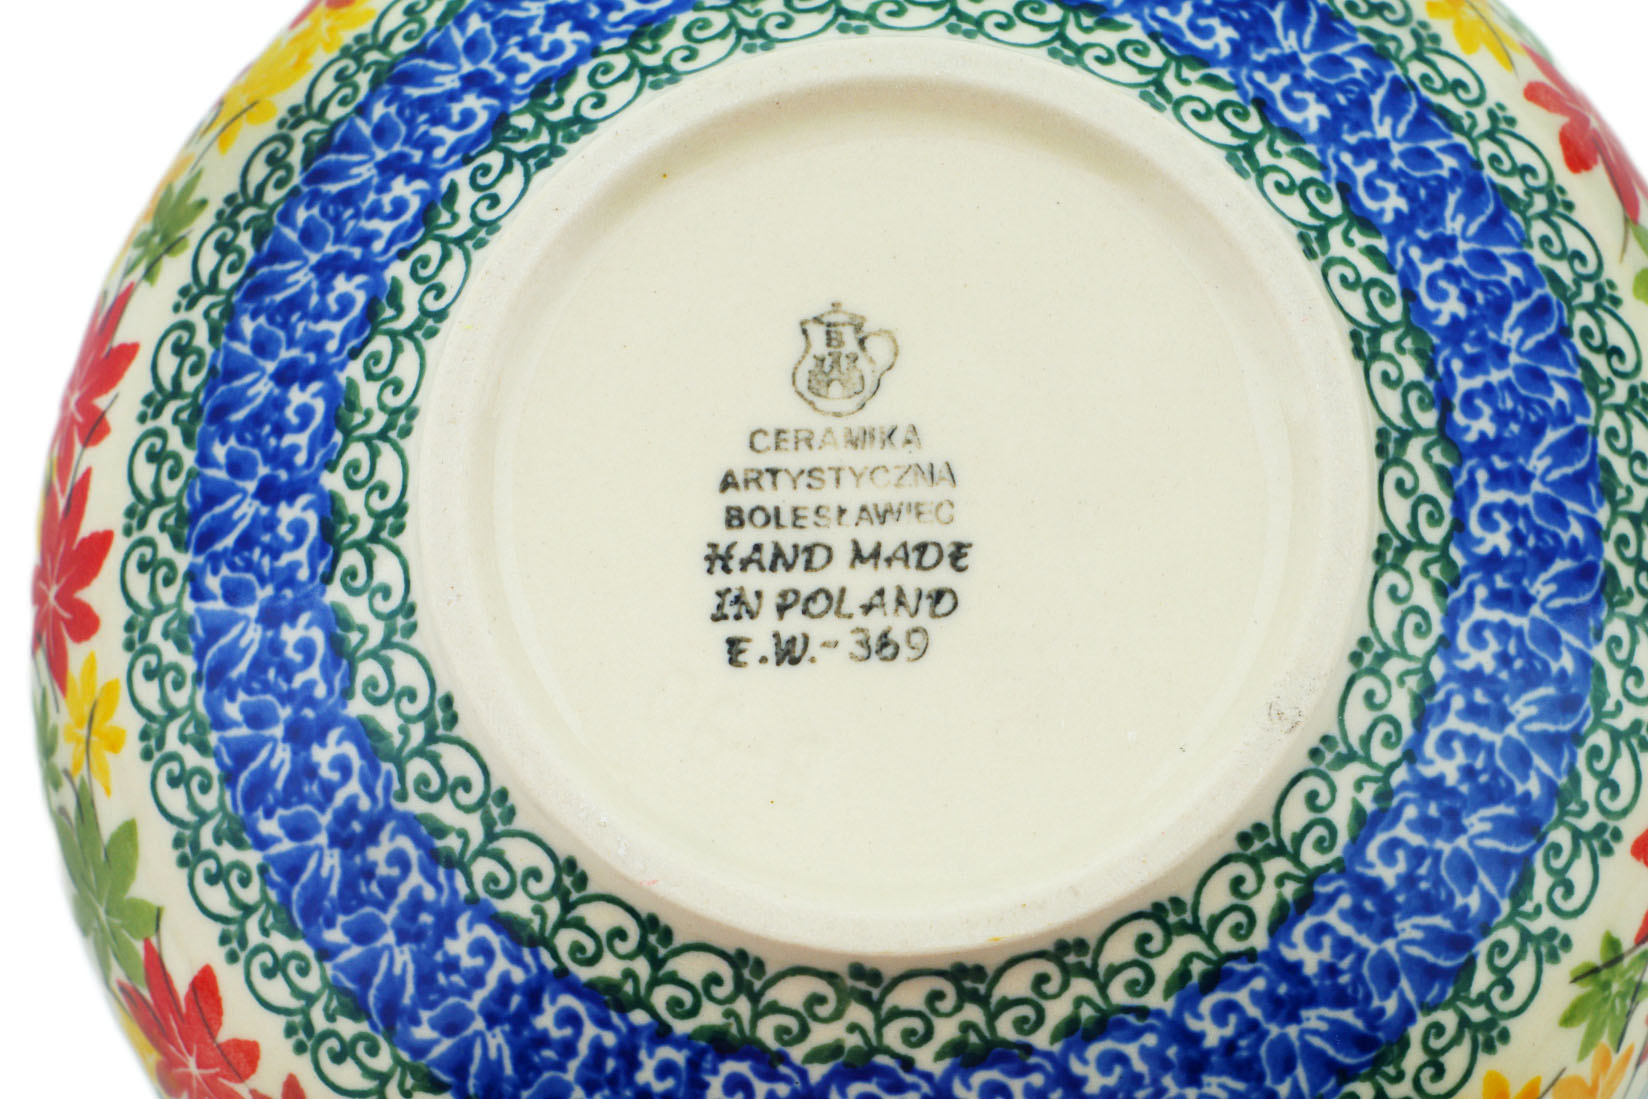 B
CERAMIKA
ARTYSTYCZNA
BOLESŁAWIEC
HAND MADE
IN POLAND
E.W.-369